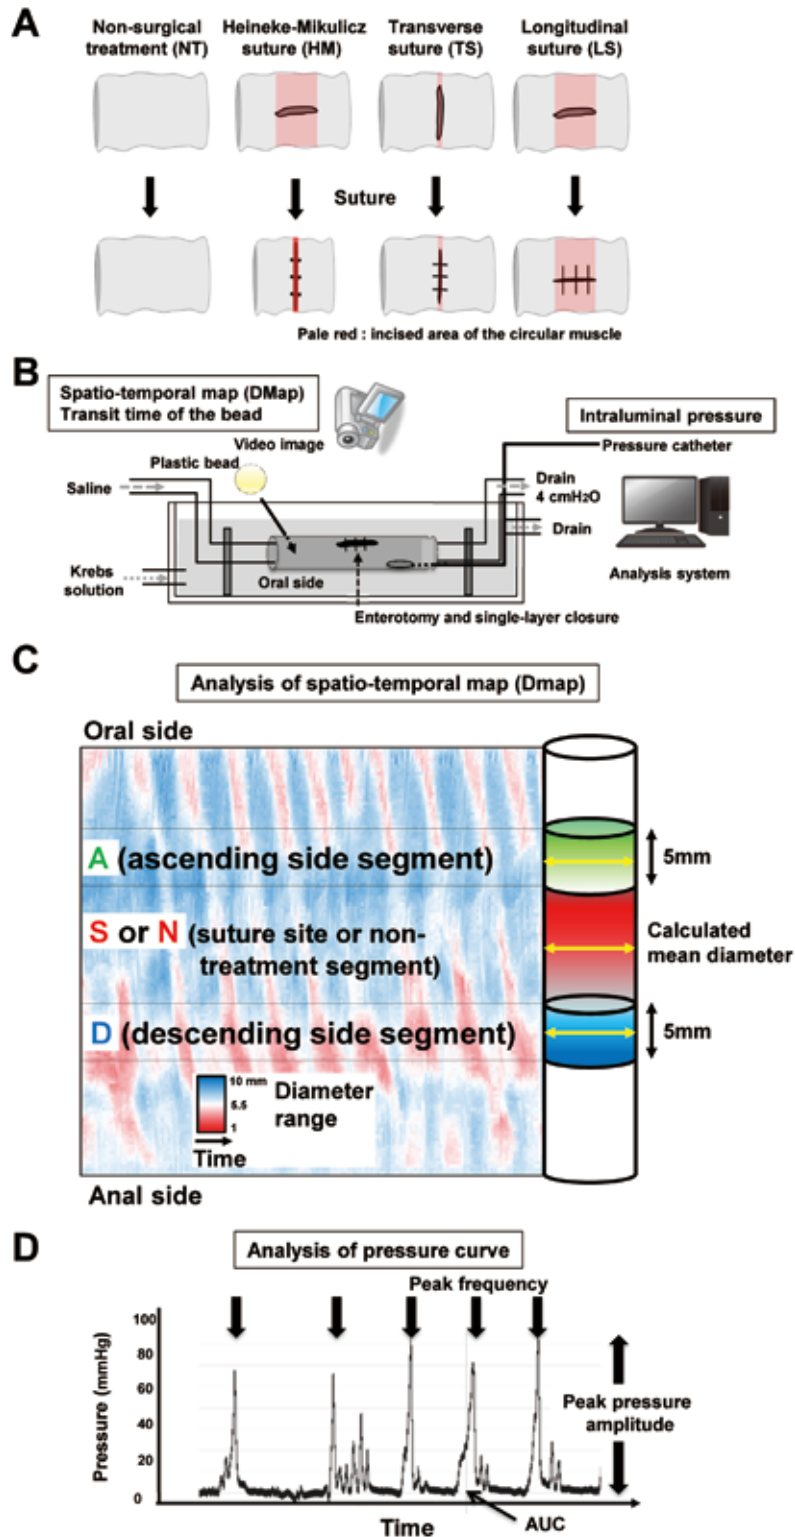 A
Non-surgical
treatment (NT)
Heineke-Mikulicz
suture (HM)
Transverse
suture (TS)
Longitudinal
suture (LS)
Suture
Pale red : incised area of the circular muscle
B
Spatio-temporal map (DMap)
Transit time of the bead
Video image
Plastic bead
Saline
Intraluminal pressure
Pressure catheter
Drain
4 cmH2O
Drain
Krebs
solution
Oral side
Analysis system
Enterotomy and single-layer closure
C
Analysis of spatio-temporal map (Dmap)
Oral side
A (ascending side segment)
5mm
S or N (suture site or non-
treatment segment)
Calculated
mean diameter
D (descending side segment)
5mm
10 mm
5.5
1
Diameter
range
Time
Anal side
D
Analysis of pressure curve
Peak frequency
Pressure (mmHg)
100
80
60
40
20
0
Peak pressure
amplitude
AUC
Time